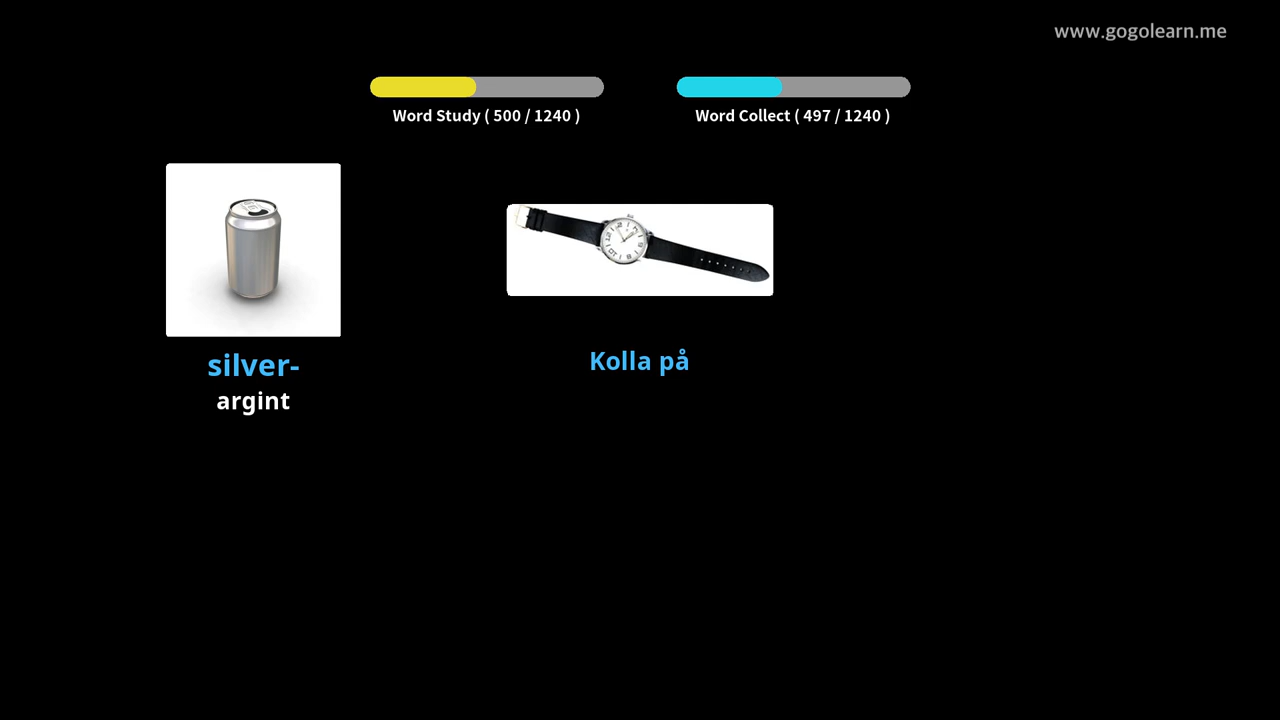 www.gogolearn.me
Word Study ( 500 / 1240 )
Word Collect ( 497 / 1240 )
silver-
argint
Kolla på